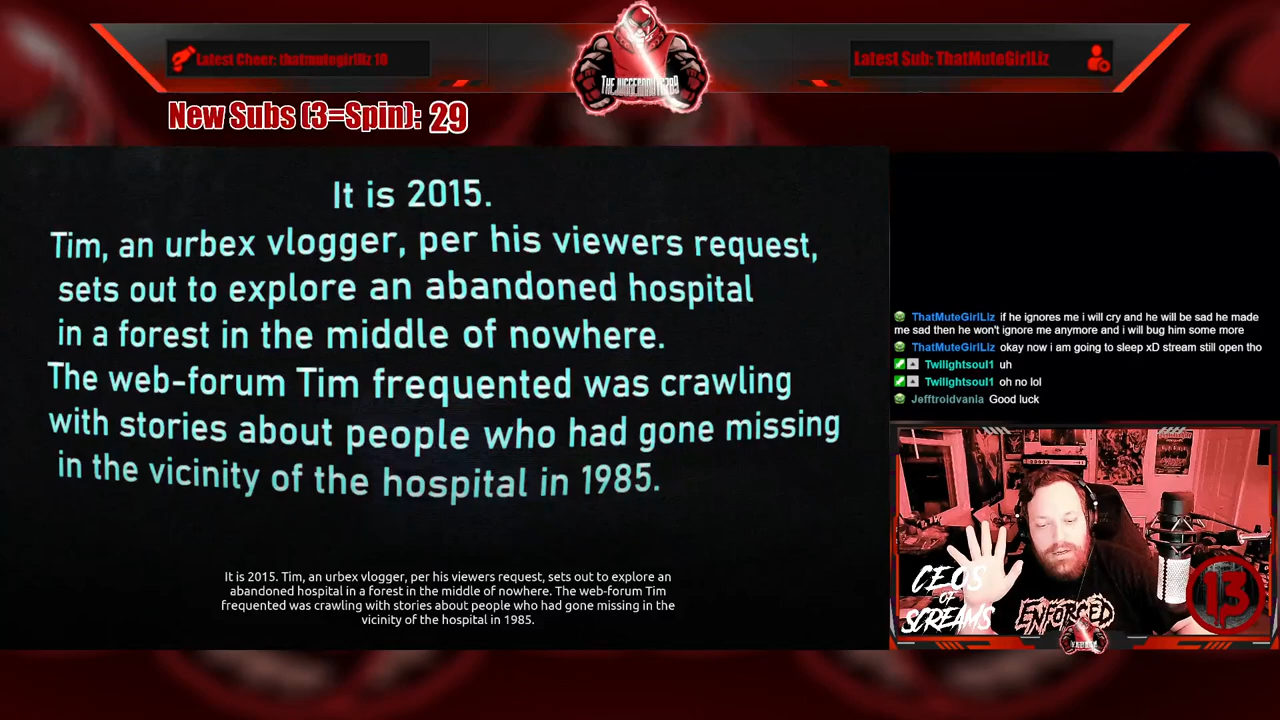 Latest Cheer: thatmutegirlliz 10
THEJUGGERNAUT6289
Latest Sub: ThatMuteGirlLiz
New Subs (3=Spin): 29
It is 2015.
Tim, an urbex vlogger, per his viewers request,
sets out to explore an abandoned hospital
in a forest in the middle of nowhere.
The web-forum Tim frequented was crawling
with stories about people who had gone missing
in the vicinity of the hospital in 1985.
It is 2015. Tim, an urbex vlogger, per his viewers request, sets out to explore an
abandoned hospital in a forest in the middle of nowhere. The web-forum Tim
frequented was crawling with stories about people who had gone missing in the
vicinity of the hospital in 1985.
ThatMuteGirlLiz if he ignores me i will cry and he will be sad he made
me sad then he won't ignore me anymore and i will bug him some more
ThatMuteGirlLiz okay now i am going to sleep xD stream still open tho
Twilightsoul1 uh
Twilightsoul1 oh no lol
Jefftroidvania Good luck
CEOS
OF
SCREAMS
ENFORCED
13